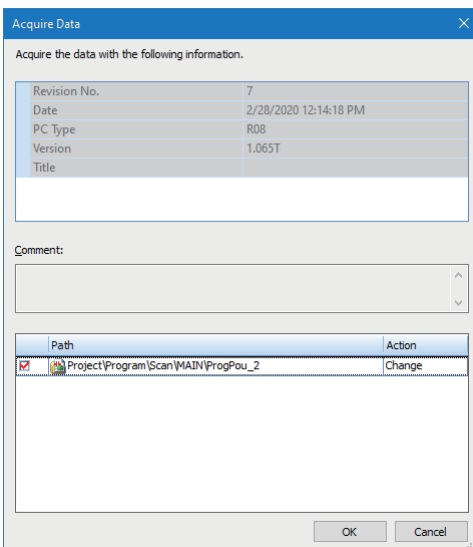 Acquire Data
Acquire the data with the following information.
Revision No. 7
Date 2/28/2020 12:14:18 PM
PC Type R08
Version 1.065T
Title
Comment:
Path Action
Project\Program\Scan\MAIN\ProgPou_2 Change
OK Cancel